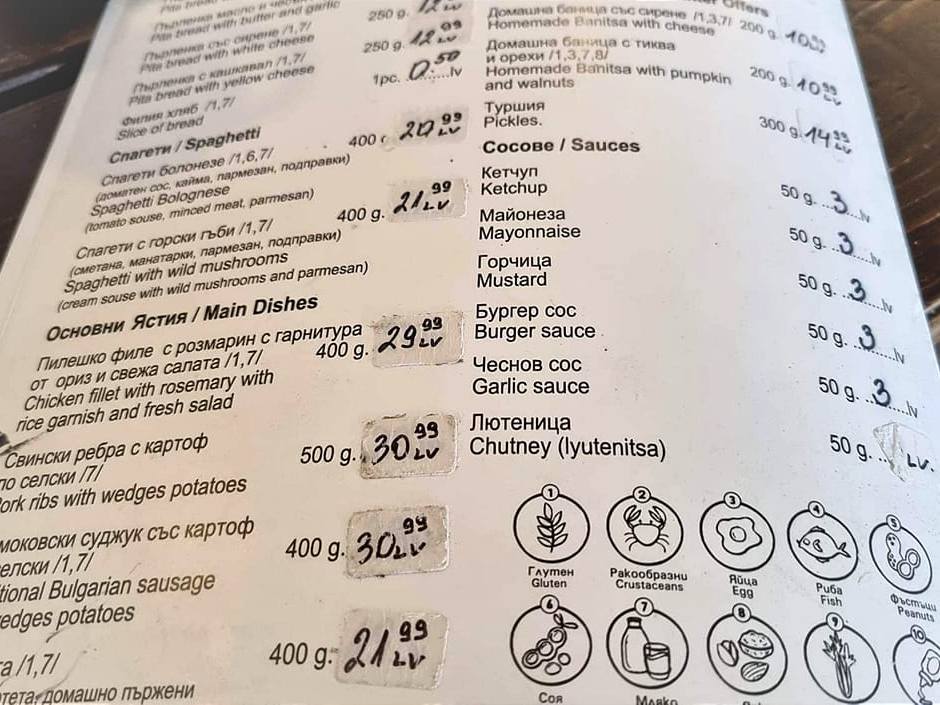 Pita bread with butter and garlic
250 g. 12
Пърленка със сирене /1,7/
Pita bread with white cheese
250 g. 12 99 LV
Пърленка с кашкавал /1,7/
Pita bread with yellow cheese
1pc. 0.50 lv
Филия хляб /1,7/
Slice of bread
Спагети / Spaghetti
400 г 20 99 LV
Спагети болонезе /1,6,7/
(доматен сос, кайма, пармезан, подправки)
Spaghetti Bolognese
(tomato souse, minced meat, parmesan)
400 g. 21 99 LV
Спагети с горски гъби /1,7/
(сметана, манатарки, пармезан, подправки)
Spaghetti with wild mushrooms
(cream souse with wild mushrooms and parmesan)
Основни Ястия / Main Dishes
Пилешко филе с розмарин с гарнитура
от ориз и свежа салата /1,7/
400 g. 29 99 LV
Chicken fillet with rosemary with
rice garnish and fresh salad
Свински ребра с картоф
по селски /7/
500 g. 30 99 LV
Pork ribs with wedges potatoes
моковски суджук със картоф
елски /1,7/
400 g. 30 99 LV
tional Bulgarian sausage
edges potatoes
400 g. 21 99 LV
та /1,7/
тета, домашно пържени
Offers
Домашна баница със сирене /1,3,7/ 200 g. 10
Homemade Banitsa with cheese
Домашна баница с тиква
и орехи /1,3,7,8/
Homemade Banitsa with pumpkin 200 g. 10 99 LV
and walnuts
Туршия
Pickles. 300 g. 14 99 LV
Сосове / Sauces
Кетчуп
Ketchup 50 g. 3 lv
Майонеза
Mayonnaise 50 g. 3 lv
Горчица
Mustard 50 g. 3 lv
Бургер сос
Burger sauce 50 g. 3 lv
Чеснов сос
Garlic sauce 50 g. 3 lv
Лютеница
Chutney (lyutenitsa) 50 g. LV.
1 2 3 4 5
Глутен
Gluten
Ракообразни
Crustaceans
Яйца
Egg
Риба
Fish
Фъстъци
Peanuts
6 7 8 9 10
Соя
Мляко